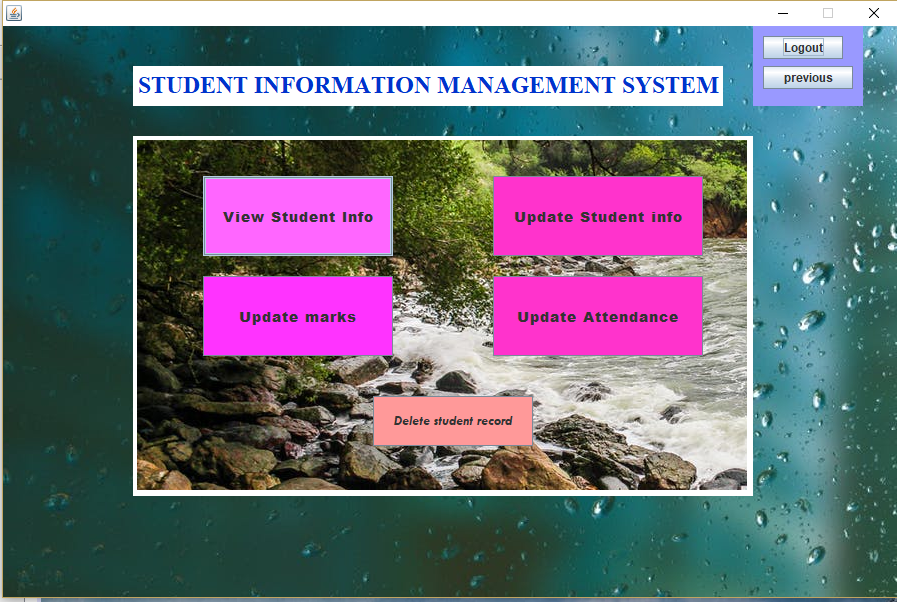 Logout
STUDENT INFORMATION MANAGEMENT SYSTEM
previous
View Student Info
Update Student info
Update marks
Update Attendance
Delete student record